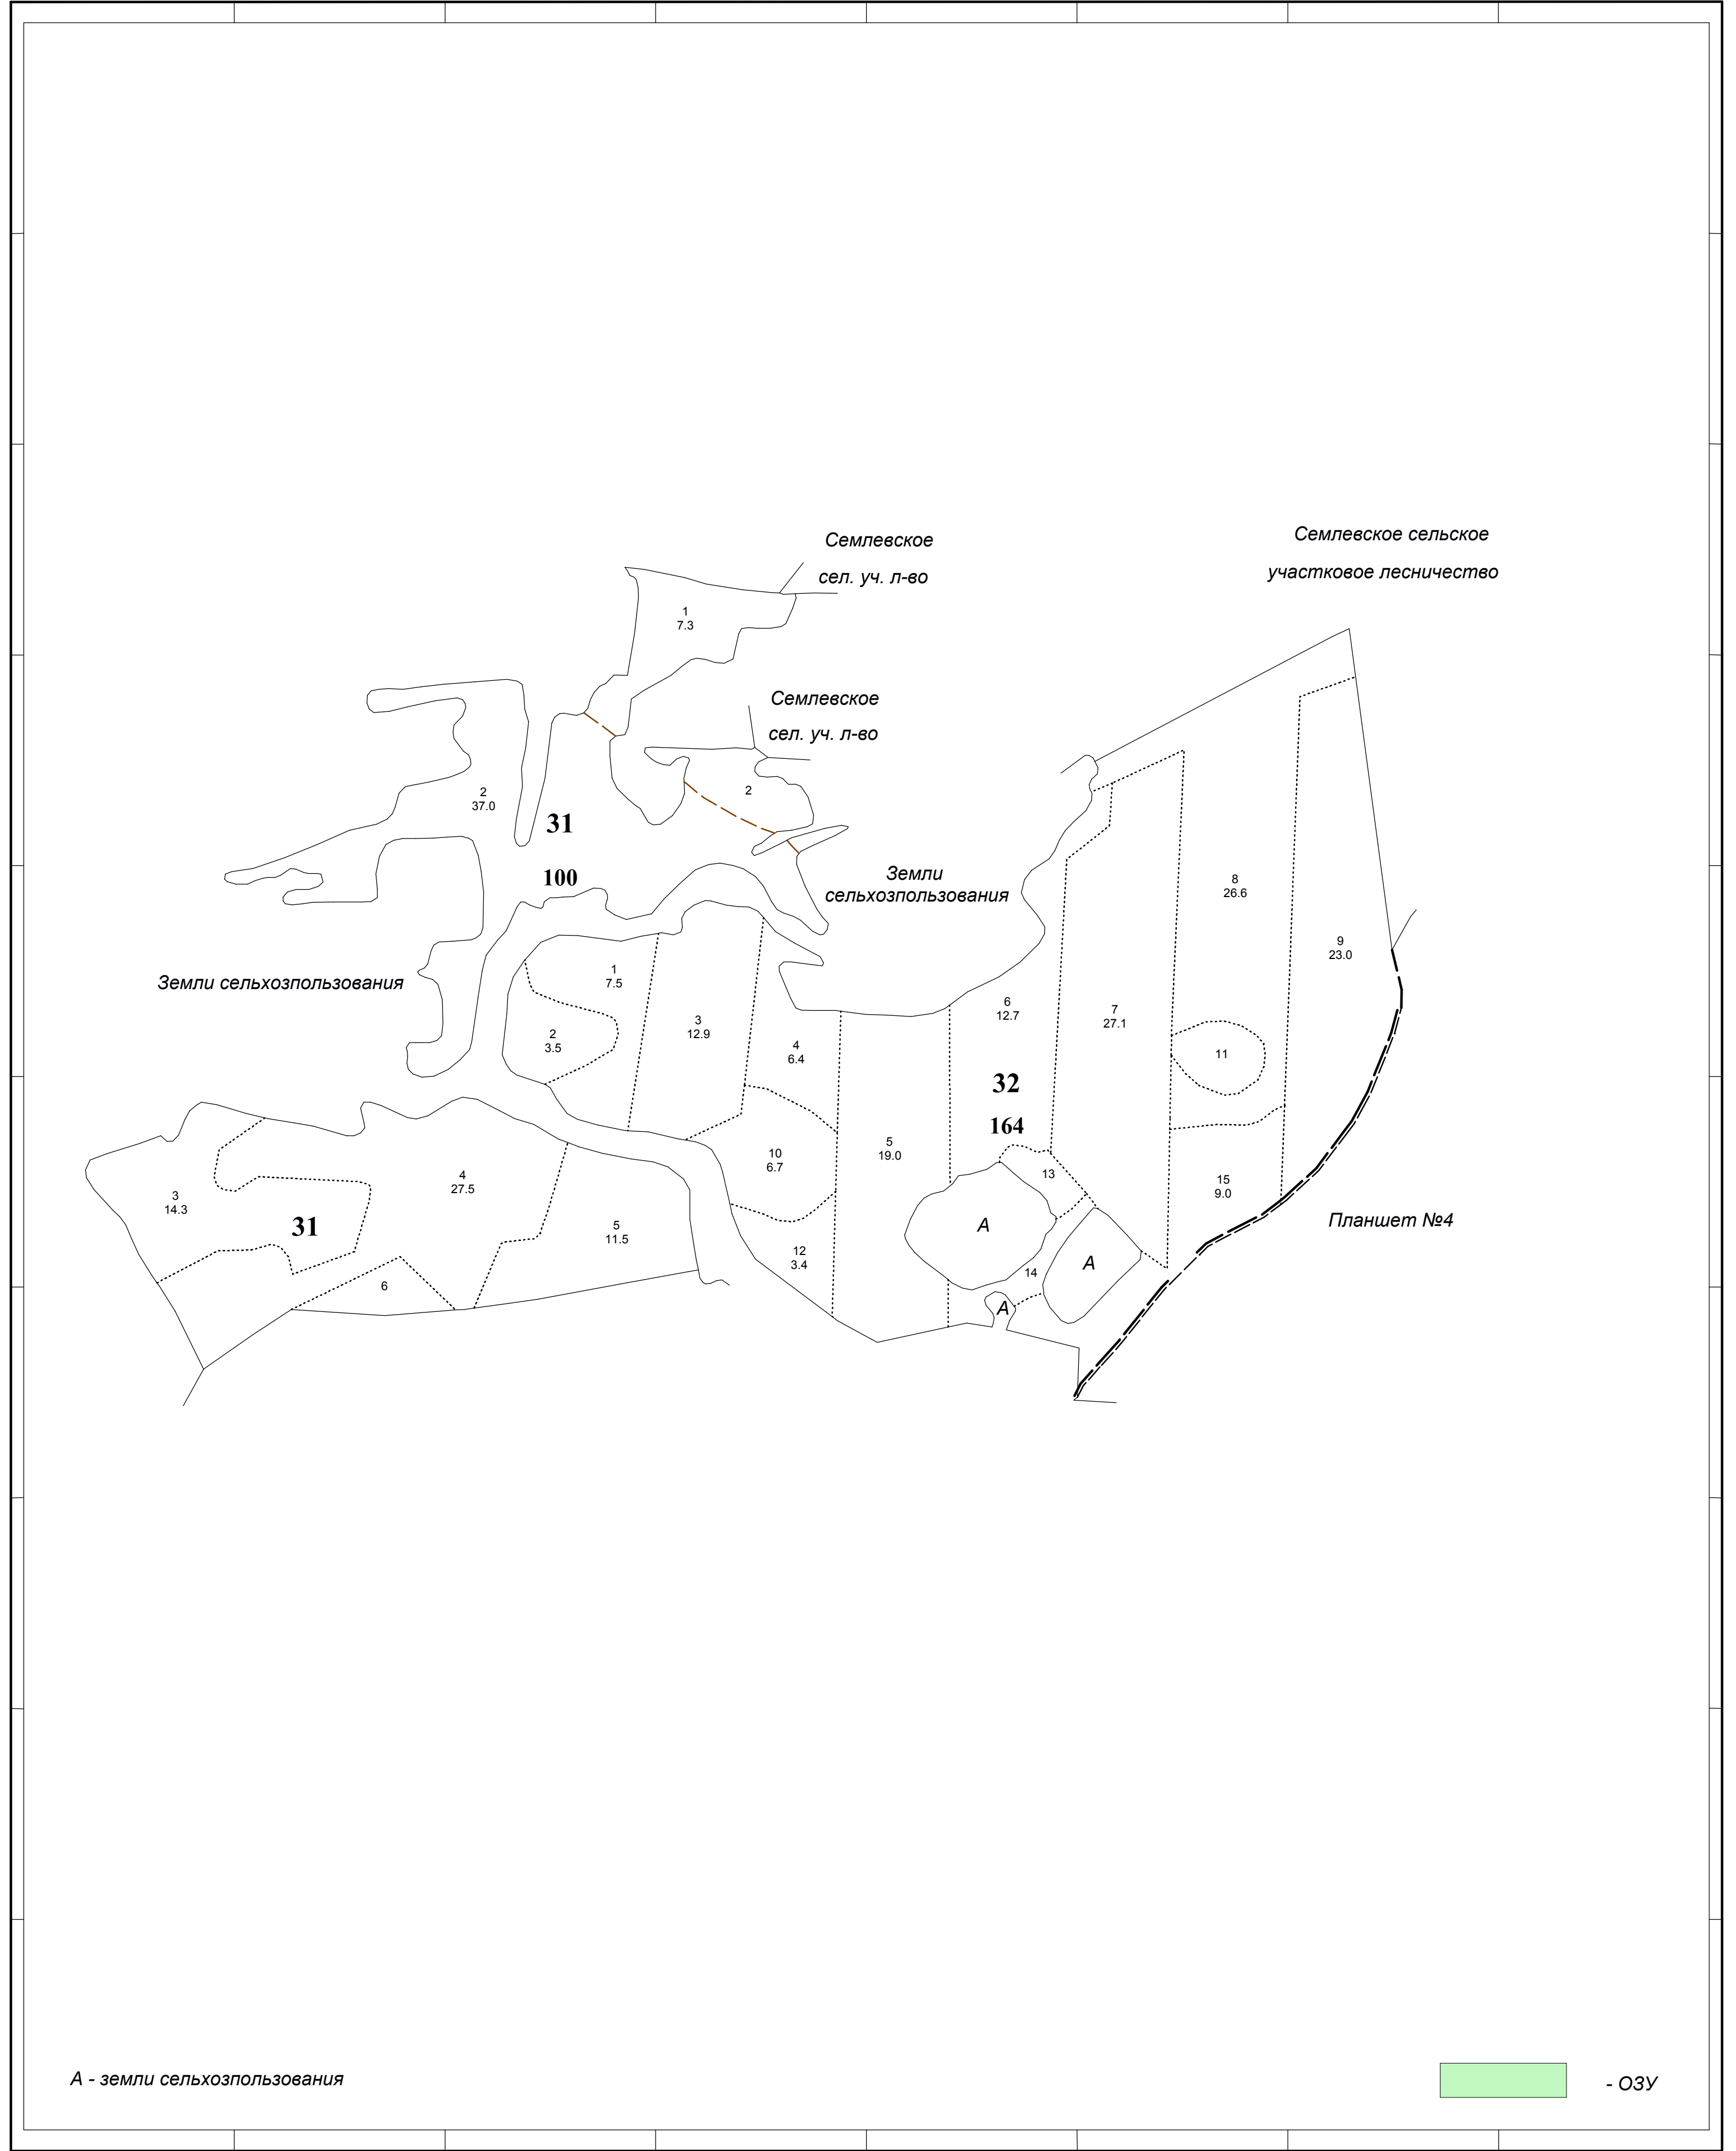 Семлевское
сел. уч. л-во
Семлевское сельское
участковое лесничество
1
7.3
Семлевское
сел. уч. л-во
2
37.0
2
31
100
Земли
сельхозпользования
8
26.6
9
23.0
Земли сельхозпользования
1
7.5
2
3.5
3
12.9
4
6.4
6
12.7
7
27.1
11
32
164
5
19.0
10
6.7
13
15
9.0
3
14.3
4
27.5
31
5
11.5
6
12
3.4
А
А
14
А
Планшет №4
А - земли сельхозпользования
- ОЗУ